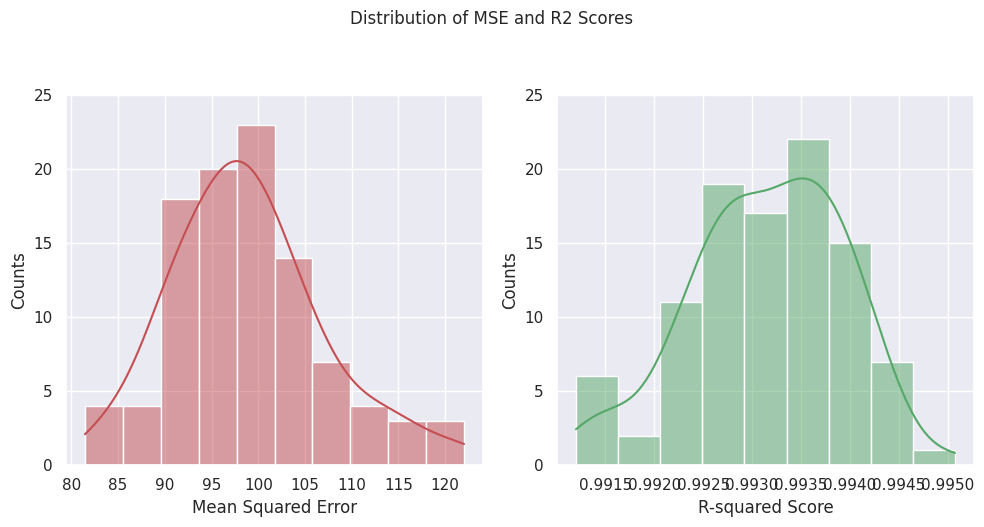 Distribution of MSE and R2 Scores
Counts
25
20
15
10
5
0
80 85 90 95 100 105 110 115 120
Mean Squared Error
Counts
25
20
15
10
5
0
0.9915 0.9920 0.9925 0.9930 0.9935 0.9940 0.9945 0.9950
R-squared Score